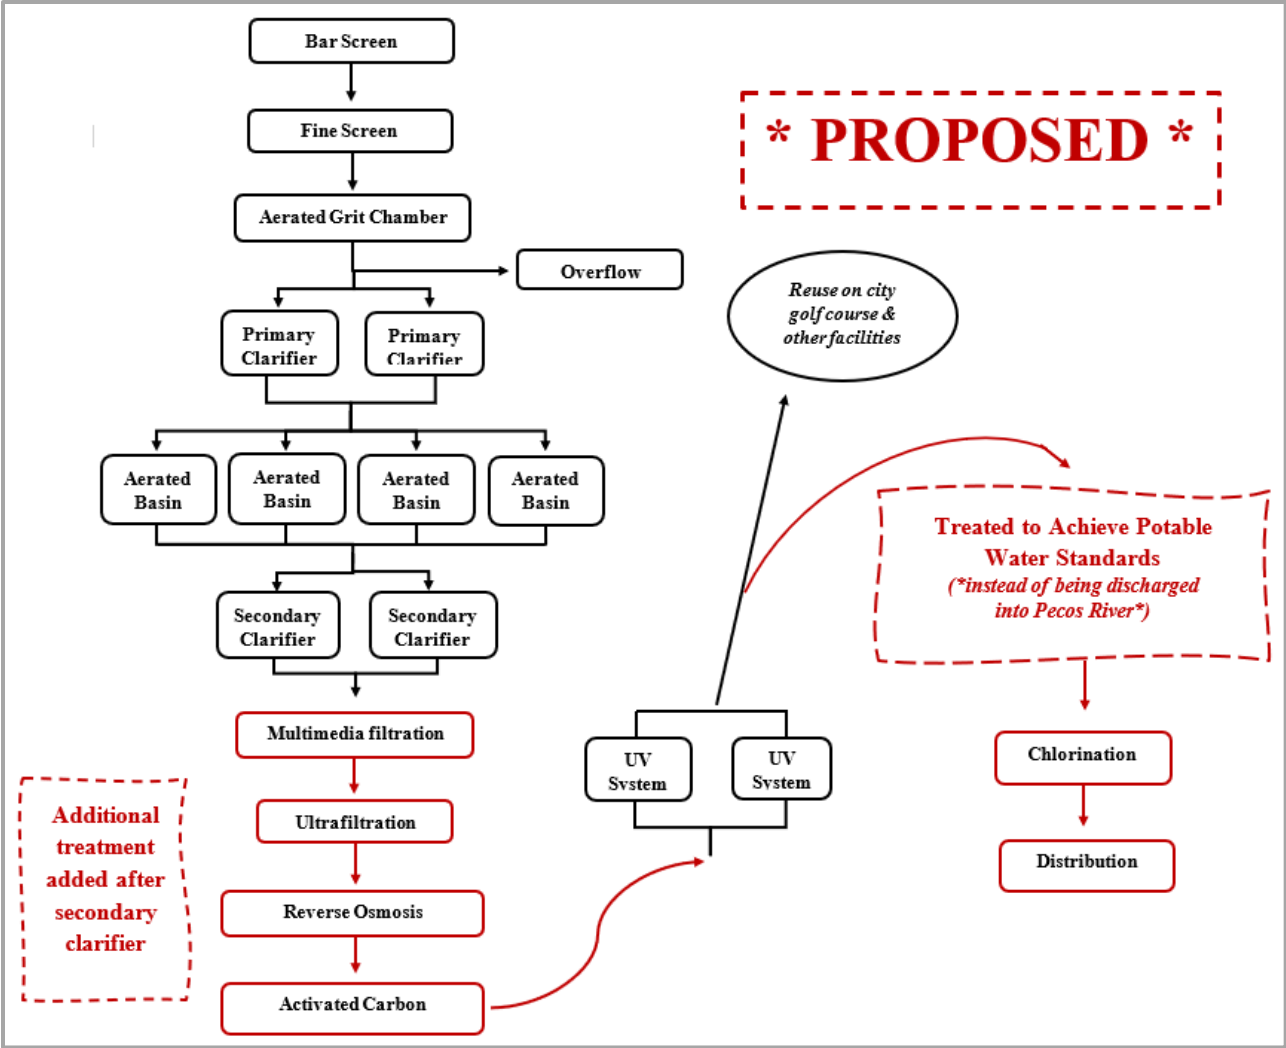 Bar Screen
* PROPOSED *
Fine Screen
Aerated Grit Chamber
Overflow
Reuse on city
golf course &
other facilities
Primary
Clarifier
Primary
Clarifier
Aerated
Basin
Aerated
Basin
Aerated
Basin
Aerated
Basin
Treated to Achieve Potable
Water Standards
(*instead of being discharged
into Pecos River*)
Secondary
Clarifier
Secondary
Clarifier
Multimedia filtration
UV
System
UV
System
Chlorination
Additional
treatment
added after
secondary
clarifier
Ultrafiltration
Distribution
Reverse Osmosis
Activated Carbon